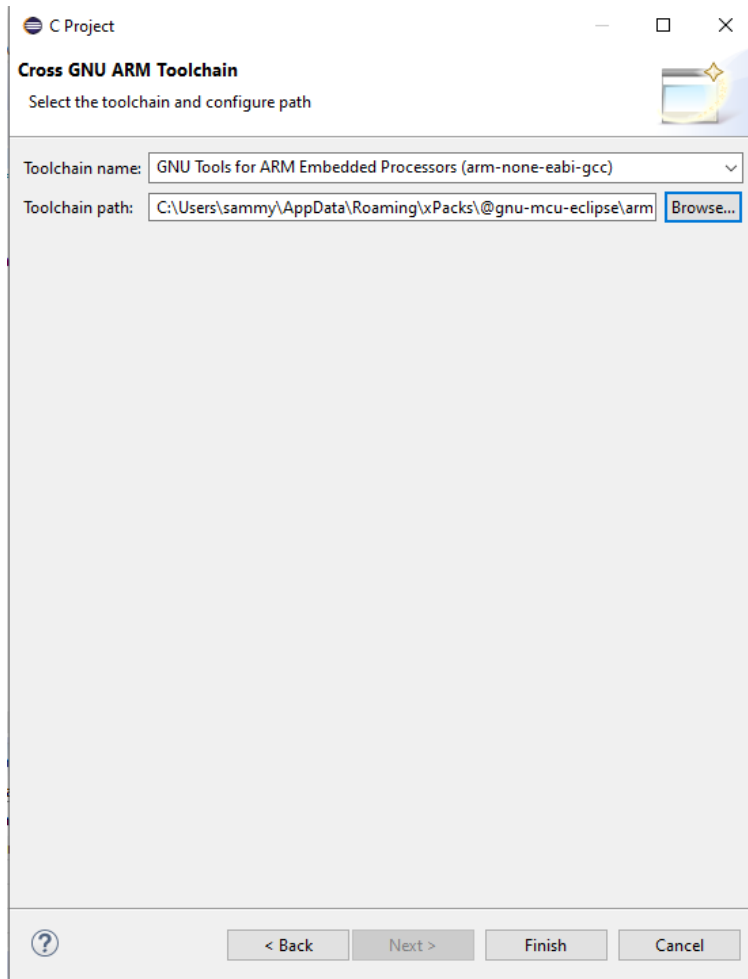 C Project
Cross GNU ARM Toolchain
Select the toolchain and configure path
Toolchain name: GNU Tools for ARM Embedded Processors (arm-none-eabi-gcc)
Toolchain path: C:\Users\sammy\AppData\Roaming\xPacks\@gnu-mcu-eclipse\arm Browse...
? < Back Next > Finish Cancel